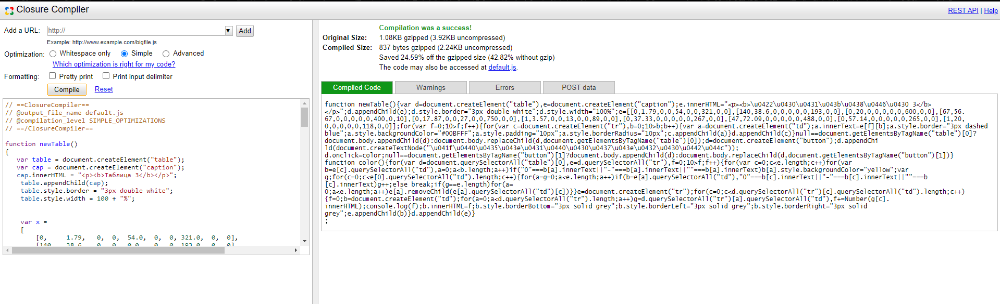 Closure Compiler
REST API | Help
Add a URL: http:// Add
Example: http://www.example.com/bigfile.js
Optimization: Whitespace only Simple Advanced
Which optimization is right for my code?
Formatting: Pretty print Print input delimiter
Compile Reset
// ==ClosureCompiler==
// @output_file_name default.js
// @compilation_level SIMPLE_OPTIMIZATIONS
// ==/ClosureCompiler==
function newTable()
{
var table = document.createElement("table");
var cap = document.createElement("caption");
cap.innerHTML = "<p><b>Таблица 3</b></p>";
table.appendChild(cap);
table.style.border = "3px double white";
table.style.width = 100 + "%";
var x =
[
[0, 1.79, 0, 0, 54.0, 0, 0, 321.0, 0, 0],
[140, 38.6, 0, 0, 0.0, 0, 0, 193.0, 0, 0]
Compilation was a success!
Original Size: 1.08KB gzipped (3.92KB uncompressed)
Compiled Size: 837 bytes gzipped (2.24KB uncompressed)
Saved 24.59% off the gzipped size (42.82% without gzip)
The code may also be accessed at default.js.
Compiled Code Warnings Errors POST data
function newTable(){var d=document.createElement("table"),e=document.createElement("caption");e.innerHTML="<p><b>\u0422\u0430\u0431\u043b\u0438\u0446\u0430 3</b>
</p>";d.appendChild(e);d.style.border="3px double white";d.style.width="100%";e=[[0,1.79,0,0,54,0,0,321,0,0],[140,38.6,0,0,0,0,0,193,0,0],[0,20,0,0,0,0,0,600,0,0],[67,56.
67,0,0,0,0,0,400,0,10],[0,17.87,0,0,27,0,0,750,0,0],[1,3.57,0,0,13,0,0,89,0,0],[0,37.33,0,0,0,0,0,267,0,0],[47,72.09,0,0,0,0,0,488,0,0],[0,57.14,0,0,0,0,0,265,0,0],[1,20,
0,0,0,0,0,118,0,0]];for(var f=0;10>f;f++){for(var c=document.createElement("tr"),b=0;10>b;b++){var a=document.createElement("td");a.innerText=e[f][b];a.style.border="3px dashed
blue";a.style.backgroundColor="#00BFFF";a.style.padding="10px";a.style.borderRadius="10px";c.appendChild(a)}d.appendChild(c)}null==document.getElementsByTagName("table")[0]?
document.body.appendChild(d):document.body.replaceChild(d,document.getElementsByTagName("table")[0]);d=document.createElement("button");d.appendChi
ld(document.createTextNode("\u041f\u0440\u0435\u043e\u0431\u0440\u0430\u0437\u043e\u0432\u0430\u0442\u044c"));
d.onclick=color;null==document.getElementsByTagName("button")[1]?document.body.appendChild(d):document.body.replaceChild(d,document.getElementsByTagName("button")[1])}
function color(){for(var d=document.querySelectorAll("table")[0],e=d.querySelectorAll("tr"),f=0;10>f;f++){for(var c=0;c<e.length;c++)for(var
b=e[c].querySelectorAll("td"),a=0;a<b.length;a++)if("0"===b[a].innerText||"-"===b[a].innerText||""===b[a].innerText)b[a].style.backgroundColor="yellow";var
g;for(c=0;c<e[0].querySelectorAll("td").length;c++){for(a=g=0;a<e.length;a++)if(b=e[a].querySelectorAll("td"),"0"===b[c].innerText||"-"===b[c].innerText||""===b
[c].innerText)g++;else break;if(g==e.length)for(a=
0;a<e.length;a++)e[a].removeChild(e[a].querySelectorAll("td")[c])}}e=document.createElement("tr");for(c=0;c<d.querySelectorAll("tr")[c].querySelectorAll("td").length;c++)
{f=0;b=document.createElement("td");for(a=0;a<d.querySelectorAll("tr").length;a++)g=d.querySelectorAll("tr")[a].querySelectorAll("td"),f+=Number(g[c].
innerHTML);console.log(f);b.innerHTML=f;b.style.borderBottom="3px solid grey";b.style.borderLeft="3px solid grey";b.style.borderRight="3px solid
grey";e.appendChild(b)}d.appendChild(e)}
;